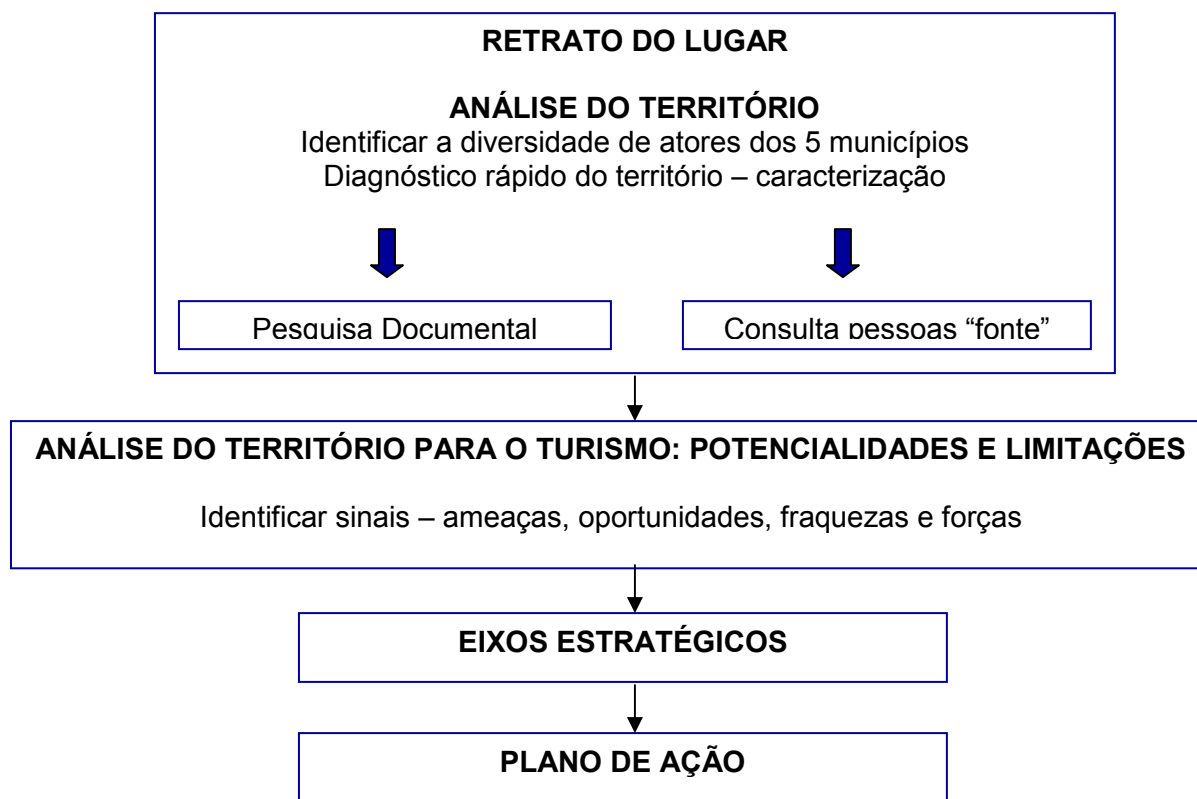 RETRATO DO LUGAR
ANÁLISE DO TERRITÓRIO
Identificar a diversidade de atores dos 5 municípios
Diagnóstico rápido do território – caracterização
Pesquisa Documental
Consulta pessoas “fonte”
ANÁLISE DO TERRITÓRIO PARA O TURISMO: POTENCIALIDADES E LIMITAÇÕES
Identificar sinais – ameaças, oportunidades, fraquezas e forças
EIXOS ESTRATÉGICOS
PLANO DE AÇÃO